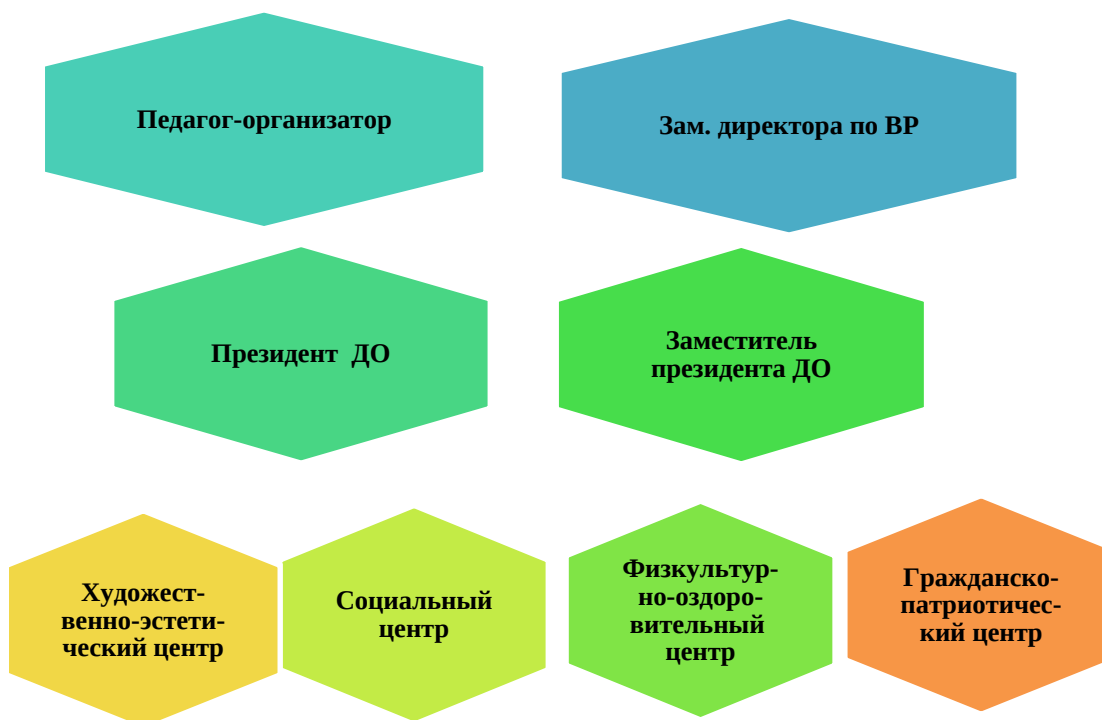 Педагог-организатор
Зам. директора по ВР
Президент  ДО
Заместитель
президента ДО
Художест-
венно-эстети-
ческий центр
Социальный
центр
Физкультур-
но-оздоро-
вительный
центр
Гражданско-
патриотичес-
кий центр